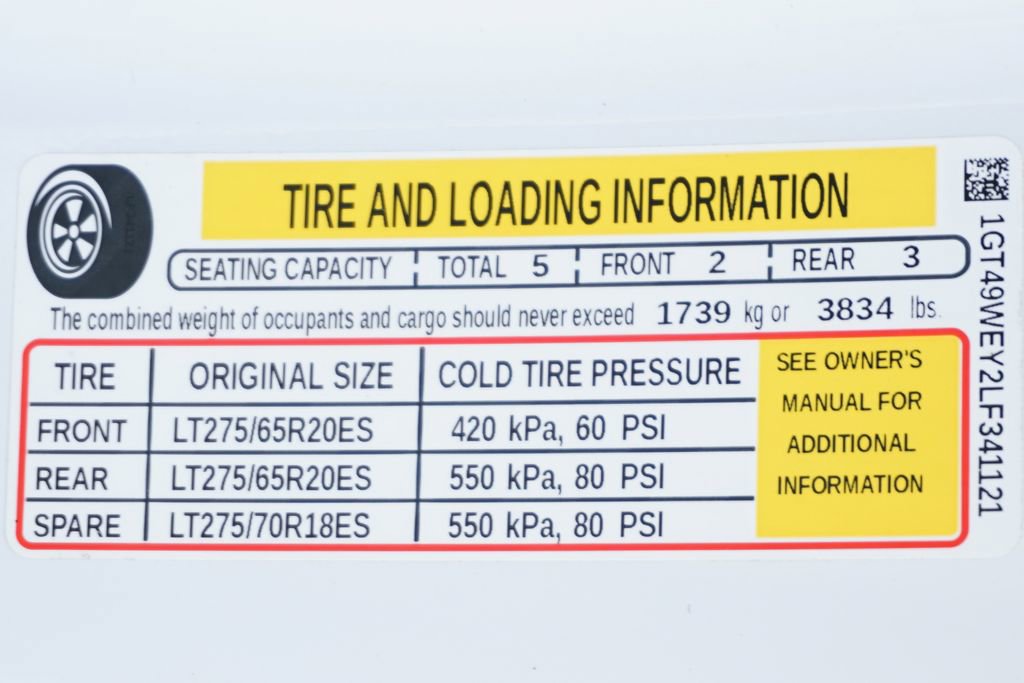 TIRE AND LOADING INFORMATION
SEATING CAPACITY TOTAL 5 FRONT 2 REAR 3
The combined weight of occupants and cargo should never exceed 1739 kg or 3834 lbs.
TIRE ORIGINAL SIZE COLD TIRE PRESSURE
FRONT LT275/65R20ES 420 kPa, 60 PSI
REAR LT275/65R20ES 550 kPa, 80 PSI
SPARE LT275/70R18ES 550 kPa, 80 PSI
SEE OWNER'S
MANUAL FOR
ADDITIONAL
INFORMATION
1GT49WEY2LF341121